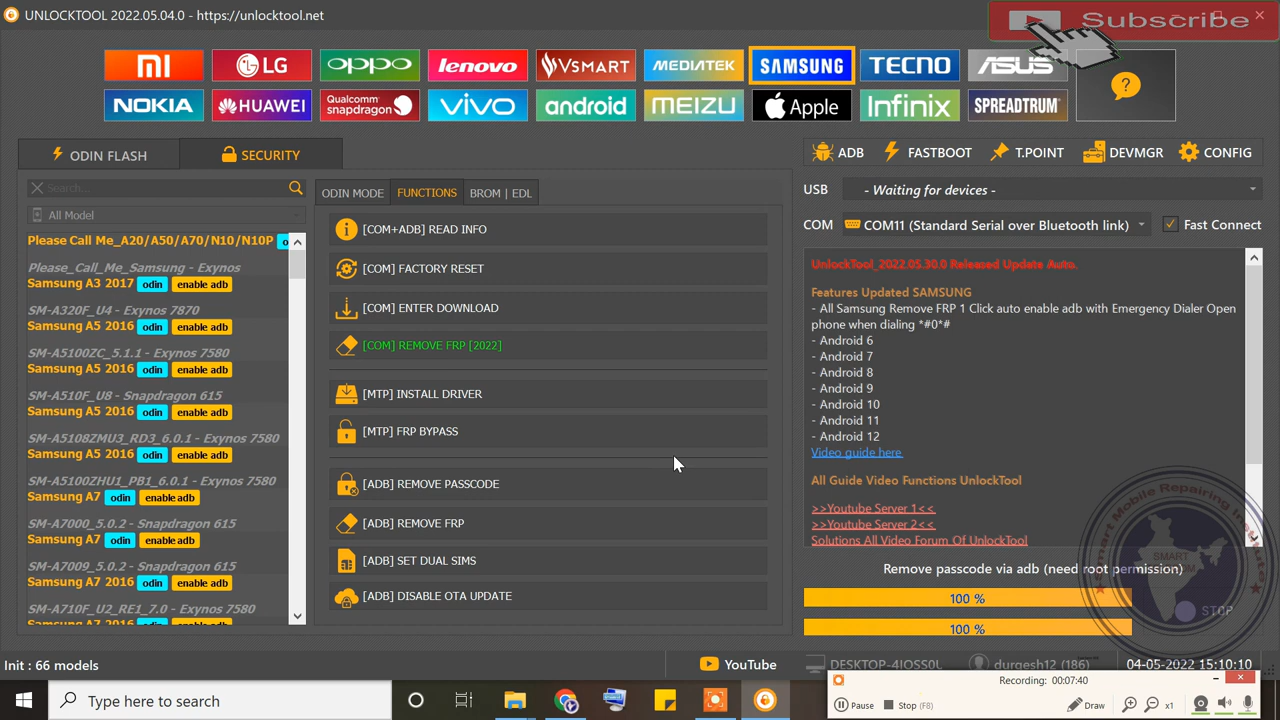 UNLOCKTOOL 2022.05.04.0 - https://unlocktool.net
Subscribe
mi LG oppo lenovo VSMART MEDIATEK SAMSUNG TECNO ASUS
NOKIA HUAWEI Qualcomm snapdragon vivo android MEIZU Apple Infinix SPREADTRUM
?
ODIN FLASH SECURITY
Search...
All Model
Please Call Me_A20/A50/A70/N10/N10P
Please_Call_Me_Samsung - Exynos
Samsung A3 2017 odin enable adb
SM-A320F_U4 - Exynos 7870
Samsung A5 2016 odin enable adb
SM-A5100ZC_5.1.1 - Exynos 7580
Samsung A5 2016 odin enable adb
SM-A510F_U8 - Snapdragon 615
Samsung A5 2016 odin enable adb
SM-A5108ZMU3_RD3_6.0.1 - Exynos 7580
Samsung A5 2016 odin enable adb
SM-A5100ZHU1_PB1_6.0.1 - Exynos 7580
Samsung A7 odin enable adb
SM-A7000_5.0.2 - Snapdragon 615
Samsung A7 odin enable adb
SM-A7009_5.0.2 - Snapdragon 615
Samsung A7 2016 odin enable adb
SM-A710F_U2_RE1_7.0 - Exynos 7580
Samsung A7 2016 odin enable adb
ODIN MODE FUNCTIONS BROM | EDL
[COM+ADB] READ INFO
[COM] FACTORY RESET
[COM] ENTER DOWNLOAD
[COM] REMOVE FRP [2022]
[MTP] INSTALL DRIVER
[MTP] FRP BYPASS
[ADB] REMOVE PASSCODE
[ADB] REMOVE FRP
[ADB] SET DUAL SIMS
[ADB] DISABLE OTA UPDATE
ADB FASTBOOT T.POINT DEVMGR CONFIG
USB - Waiting for devices -
COM COM11 (Standard Serial over Bluetooth link) Fast Connect
UnlockTool_2022.05.30.0 Released Update Auto.
Features Updated SAMSUNG
- All Samsung Remove FRP 1 Click auto enable adb with Emergency Dialer Open
phone when dialing *#0*#
- Android 6
- Android 7
- Android 8
- Android 9
- Android 10
- Android 11
- Android 12
Video guide here
All Guide Video Functions UnlockTool
>>Youtube Server 1<<
>>Youtube Server 2<<
Solutions All Video Forum Of UnlockTool
Remove passcode via adb (need root permission)
100 %
STOP
100 %
Smart Mobile Repairing
SMART
Init : 66 models
YouTube
DESKTOP-4IOSS0U
durgesh12 (186)
04-05-2022 15:10:10
Type here to search
Recording: 00:07:40
Pause Stop (F8) Draw x1